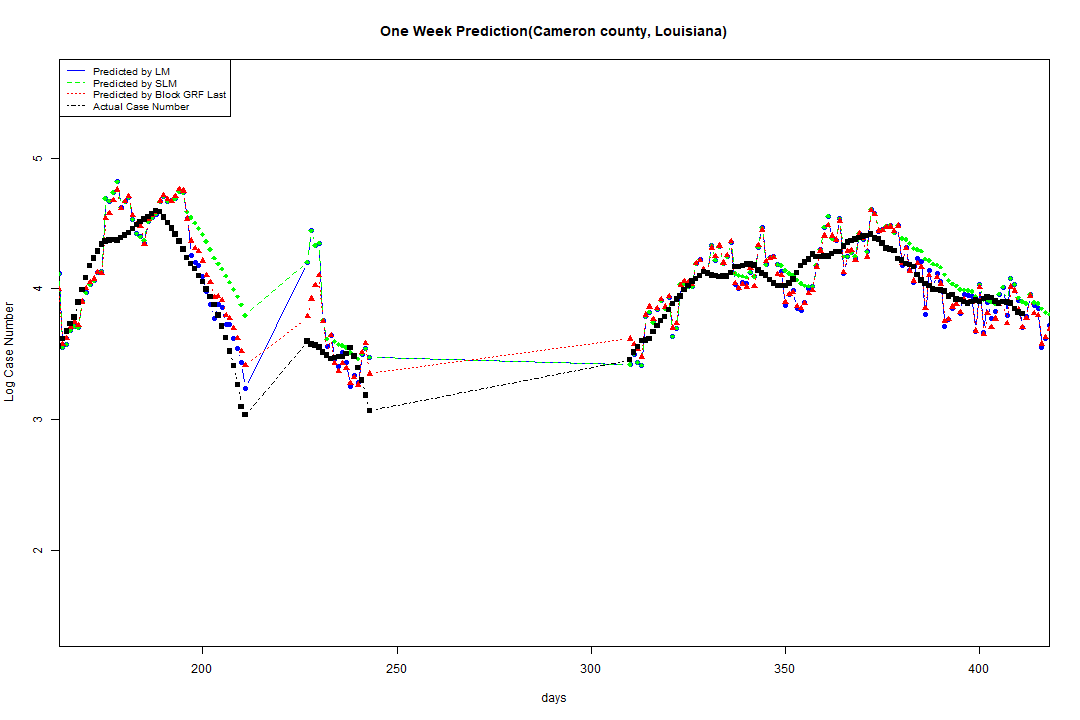 One Week Prediction(Cameron county, Louisiana)
Predicted by LM
Predicted by SLM
Predicted by Block GRF Last
Actual Case Number
5
4
3
2
Log Case Number
200 250 300 350 400
days